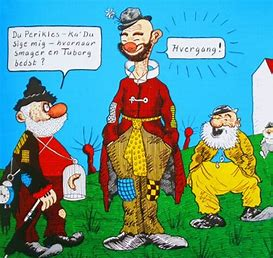 Du Perikles – Ka' Du
sige mig – hvornaar
smager en Tuborg
bedst?
Hvergang!